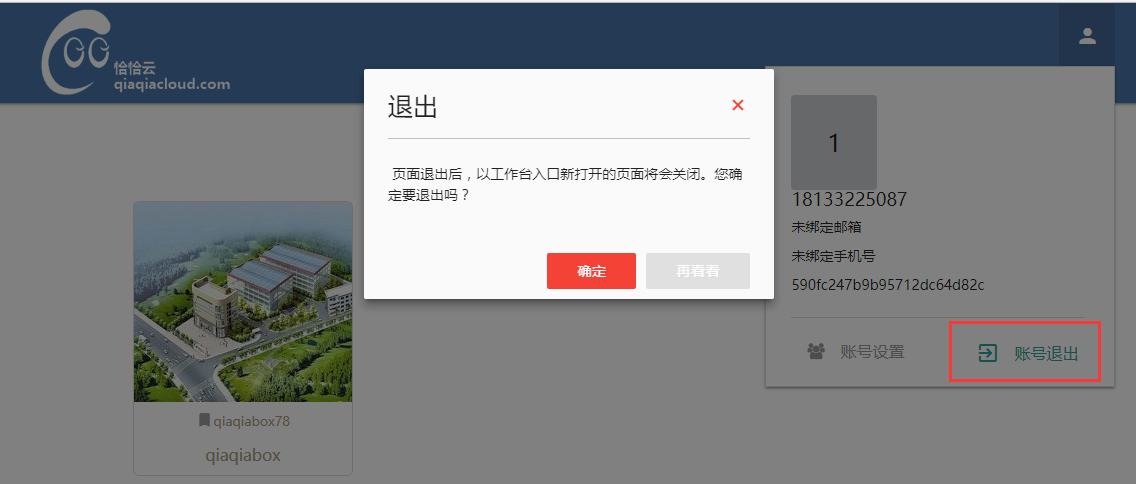 恰恰云
qiaqiacloud.com
退出
页面退出后，以工作台入口新打开的页面将会关闭。您确
定要退出吗？
确定
再看看
1
18133225087
未绑定邮箱
未绑定手机号
590fc247b9b95712dc64d82c
账号设置
账号退出
qiaqiabox78
qiaqiabox